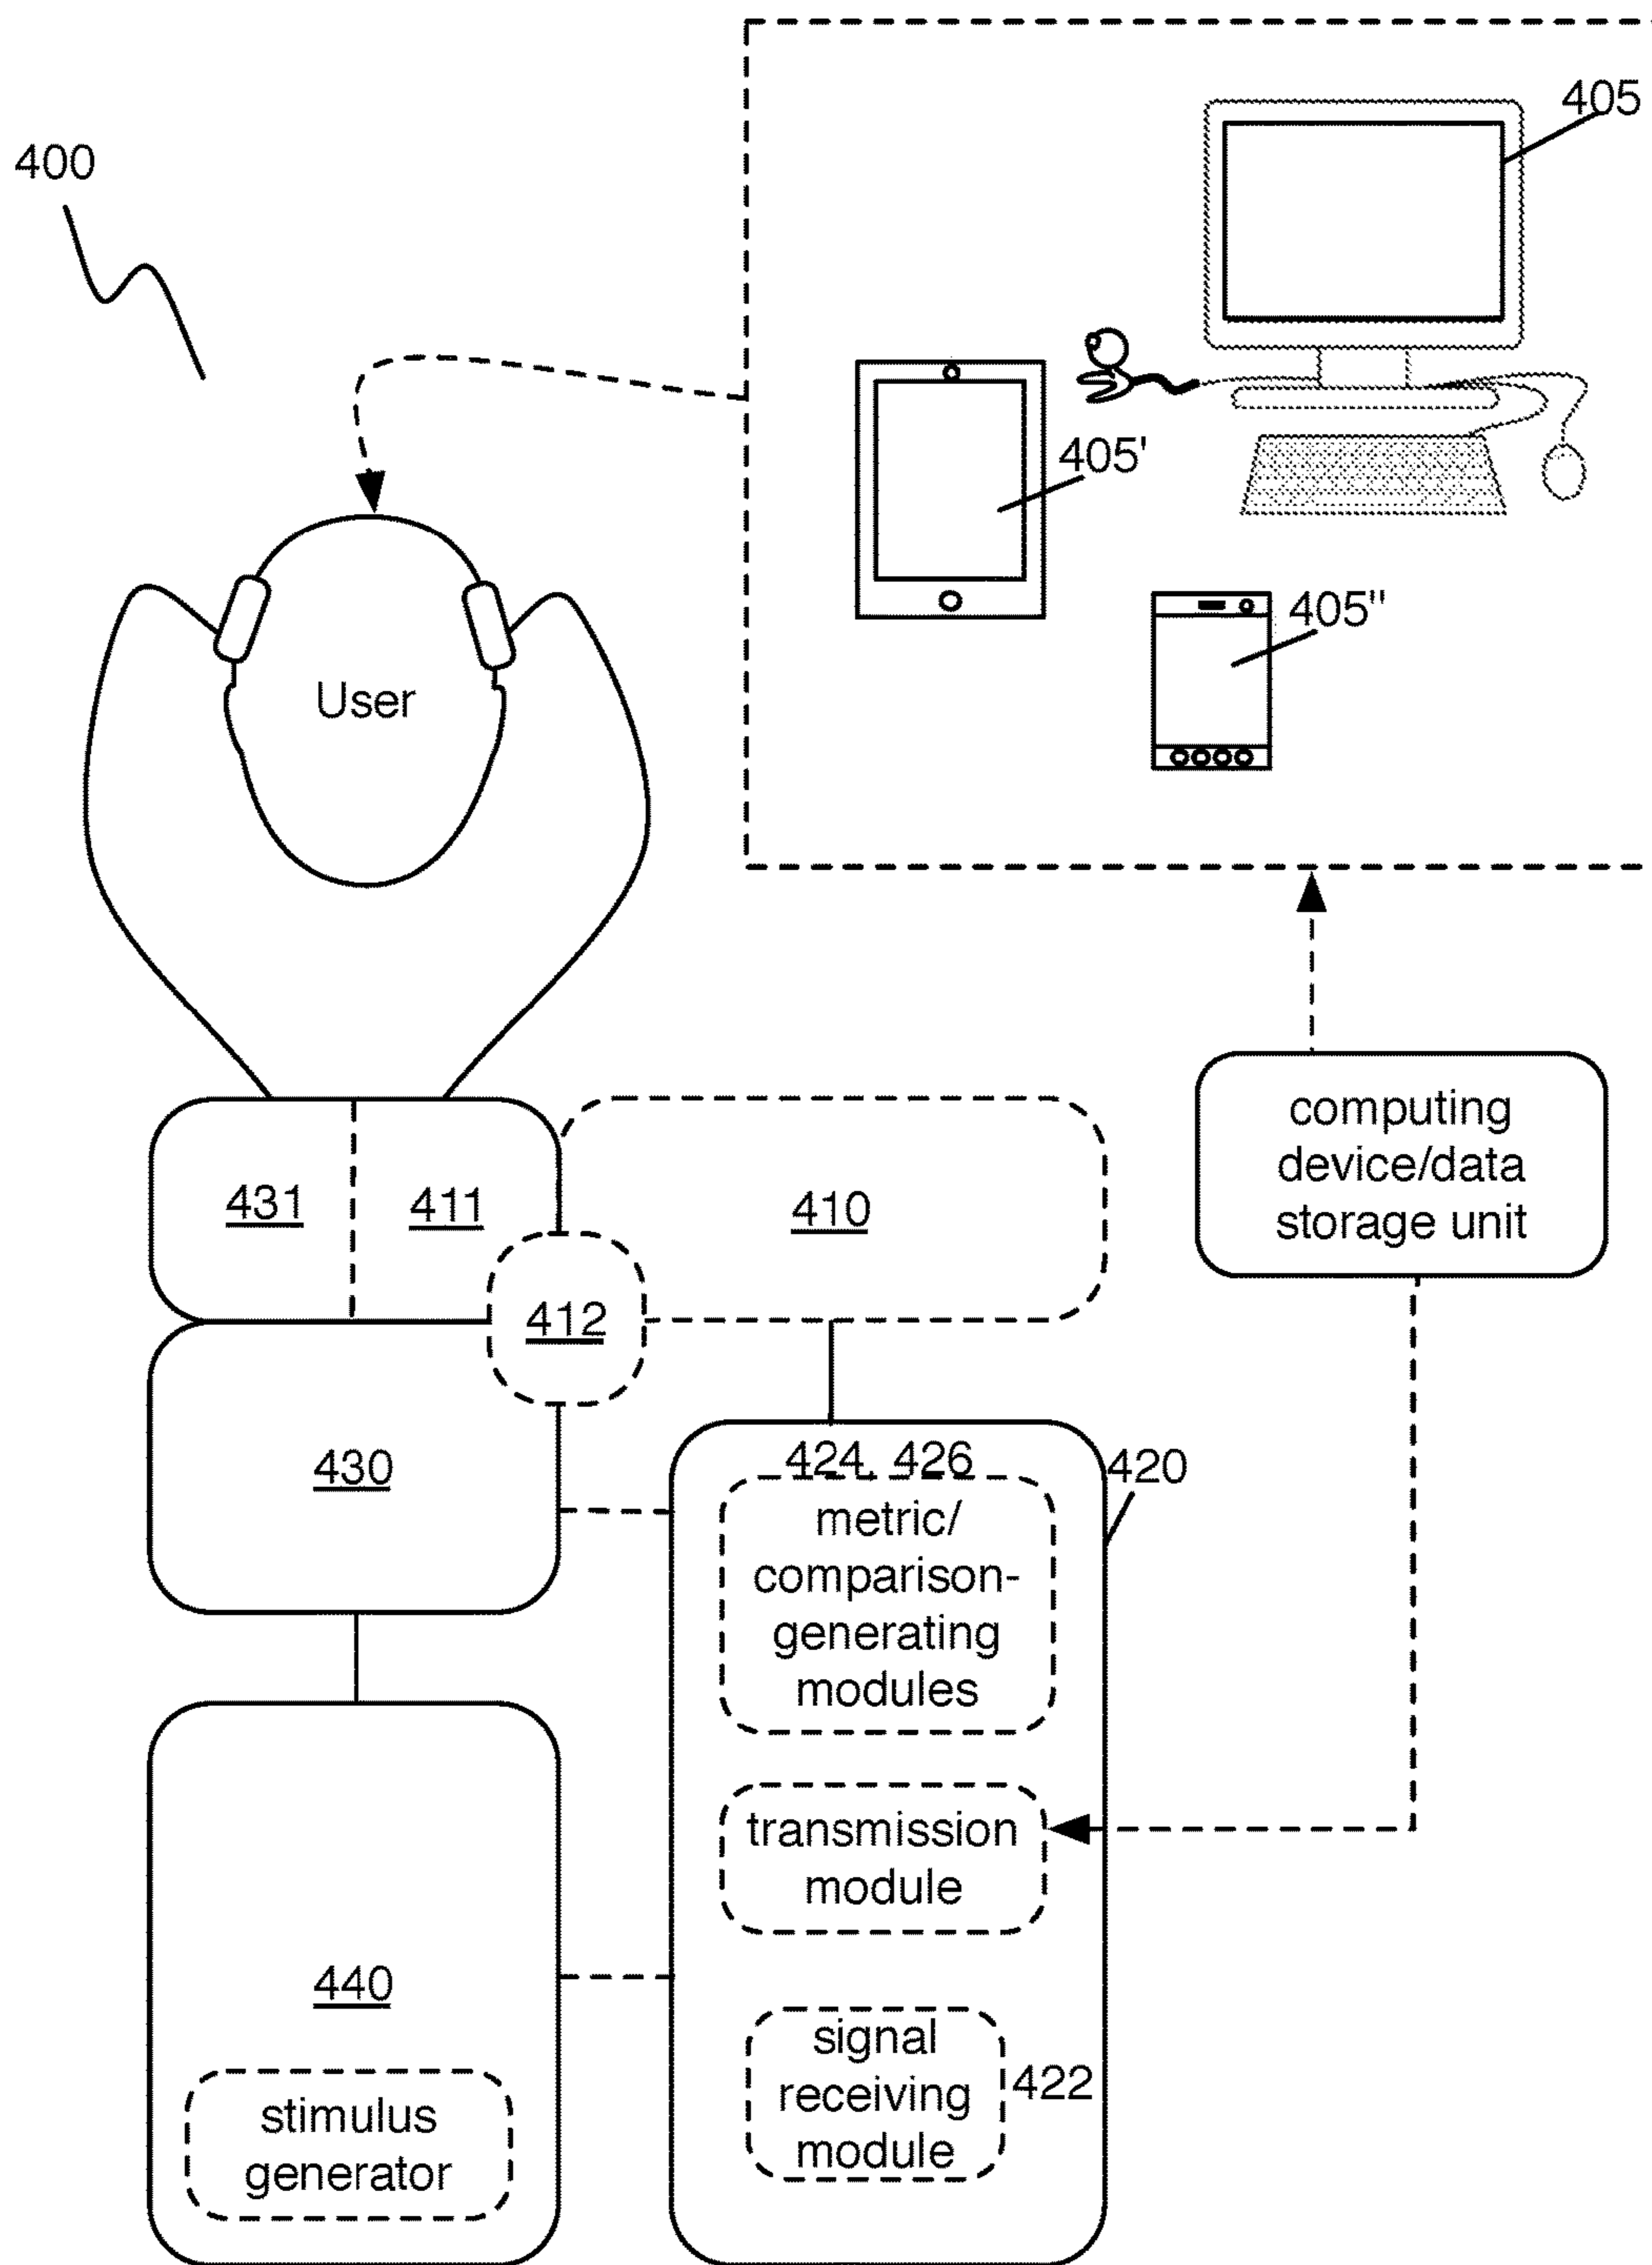 400
405
405'
405"
User
431
411
410
412
computing
device/data
storage unit
430
424, 426
420
metric/
comparison-
generating
modules
transmission
module
440
signal
receiving
module
422
stimulus
generator